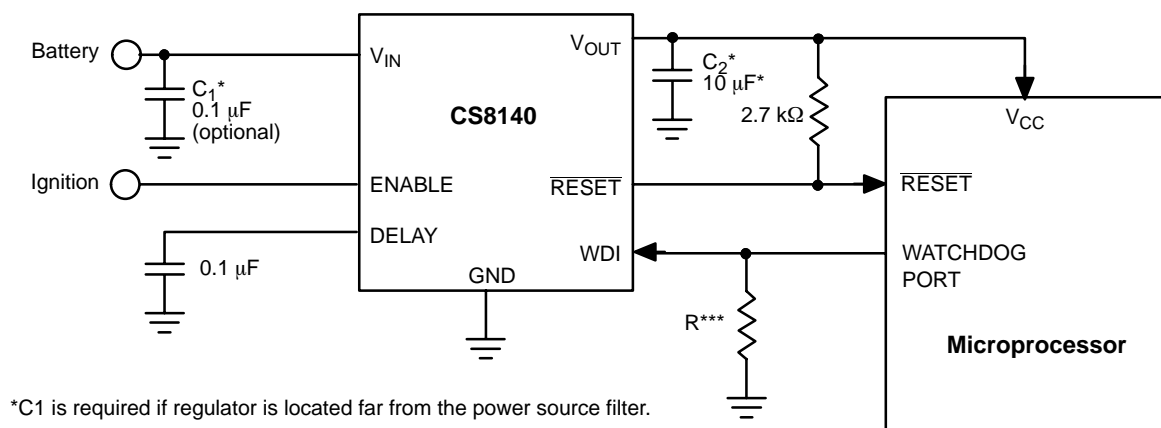 Battery
V_IN
C1*
0.1 μF
(optional)
CS8140
V_OUT
C2*
10 μF*
2.7 kΩ
V_CC
Ignition
ENABLE
RESET
RESET
DELAY
0.1 μF
WDI
WATCHDOG
PORT
GND
R***
Microprocessor
*C1 is required if regulator is located far from the power source filter.